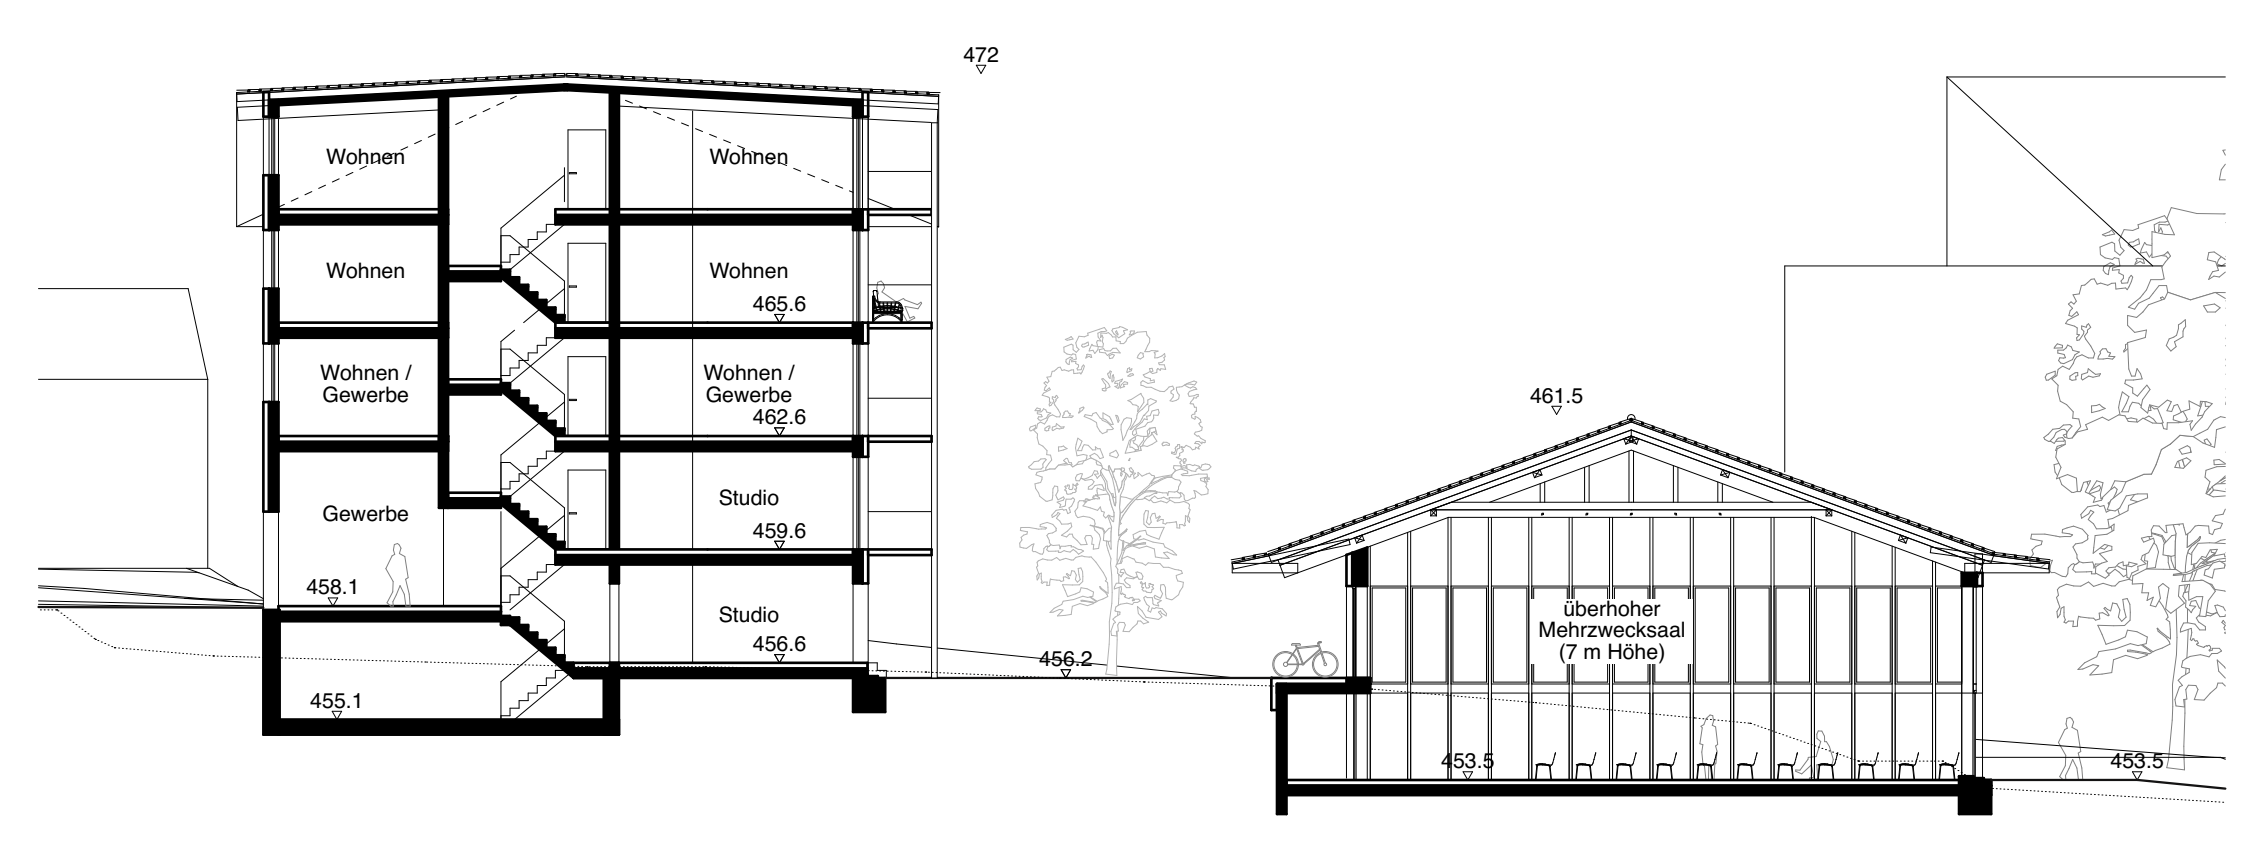 472
Wohnen
Wohnen
Wohnen
Wohnen
465.6
Wohnen /
Gewerbe
Wohnen /
Gewerbe
462.6
461.5
Gewerbe
Studio
459.6
458.1
Studio
456.6
456.2
455.1
überhoher
Mehrzwecksaal
(7 m Höhe)
453.5
453.5